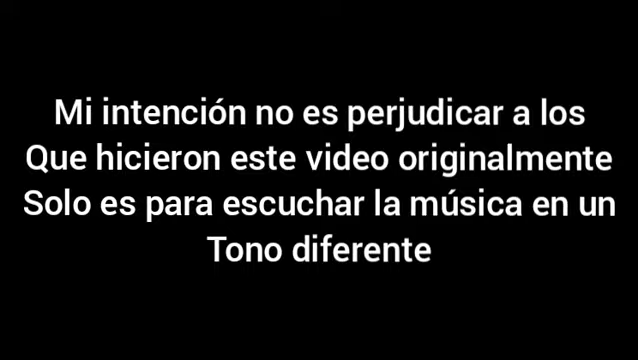 Mi intención no es perjudicar a los
Que hicieron este video originalmente
Solo es para escuchar la música en un
Tono diferente